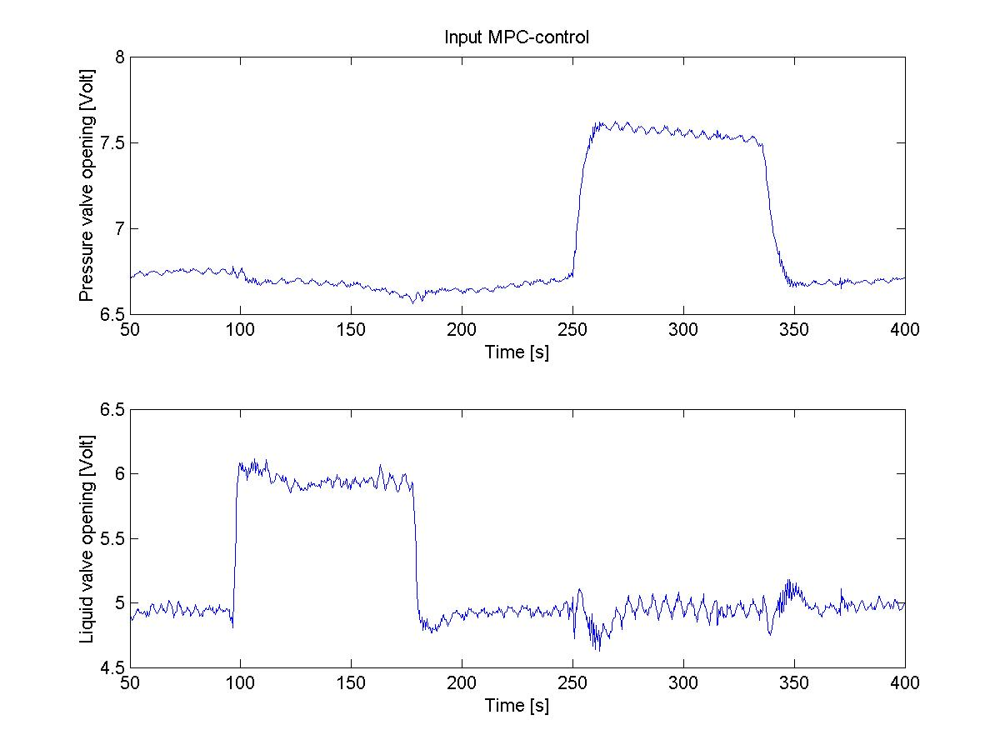 Input MPC-control
Pressure valve opening [Volt]
8
7.5
7
6.5
50 100 150 200 250 300 350 400
Time [s]
Liquid valve opening [Volt]
6.5
6
5.5
5
4.5
50 100 150 200 250 300 350 400
Time [s]